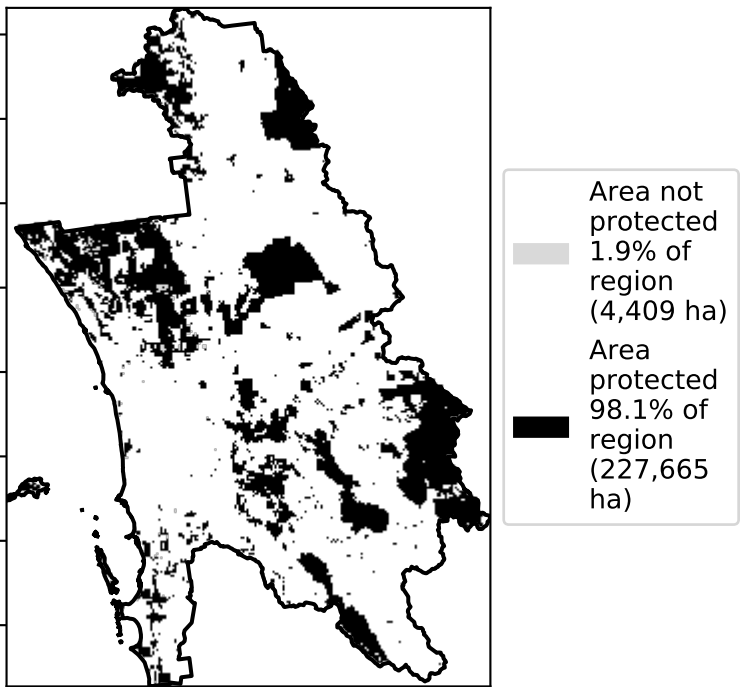 Area not
protected
1.9% of
region
(4,409 ha)
Area
protected
98.1% of
region
(227,665
ha)